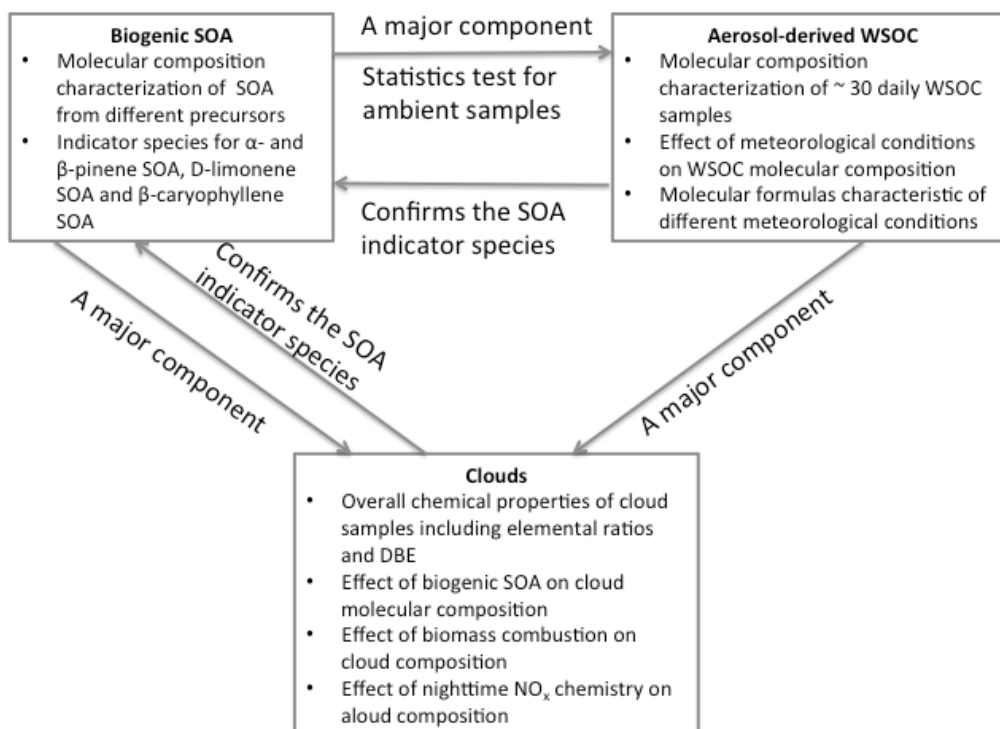 Biogenic SOA
• Molecular composition
characterization of SOA
from different precursors
• Indicator species for α- and
β-pinene SOA, D-limonene
SOA and β-caryophyllene
SOA
A major component
Statistics test for
ambient samples
Confirms the SOA
indicator species
Aerosol-derived WSOC
• Molecular composition
characterization of ~ 30 daily WSOC
samples
• Effect of meteorological conditions
on WSOC molecular composition
• Molecular formulas characteristic of
different meteorological conditions
A major component
Confirms the SOA
indicator species
A major component
Clouds
• Overall chemical properties of cloud
samples including elemental ratios
and DBE
• Effect of biogenic SOA on cloud
molecular composition
• Effect of biomass combustion on
cloud composition
• Effect of nighttime NOₓ chemistry on
aloud composition